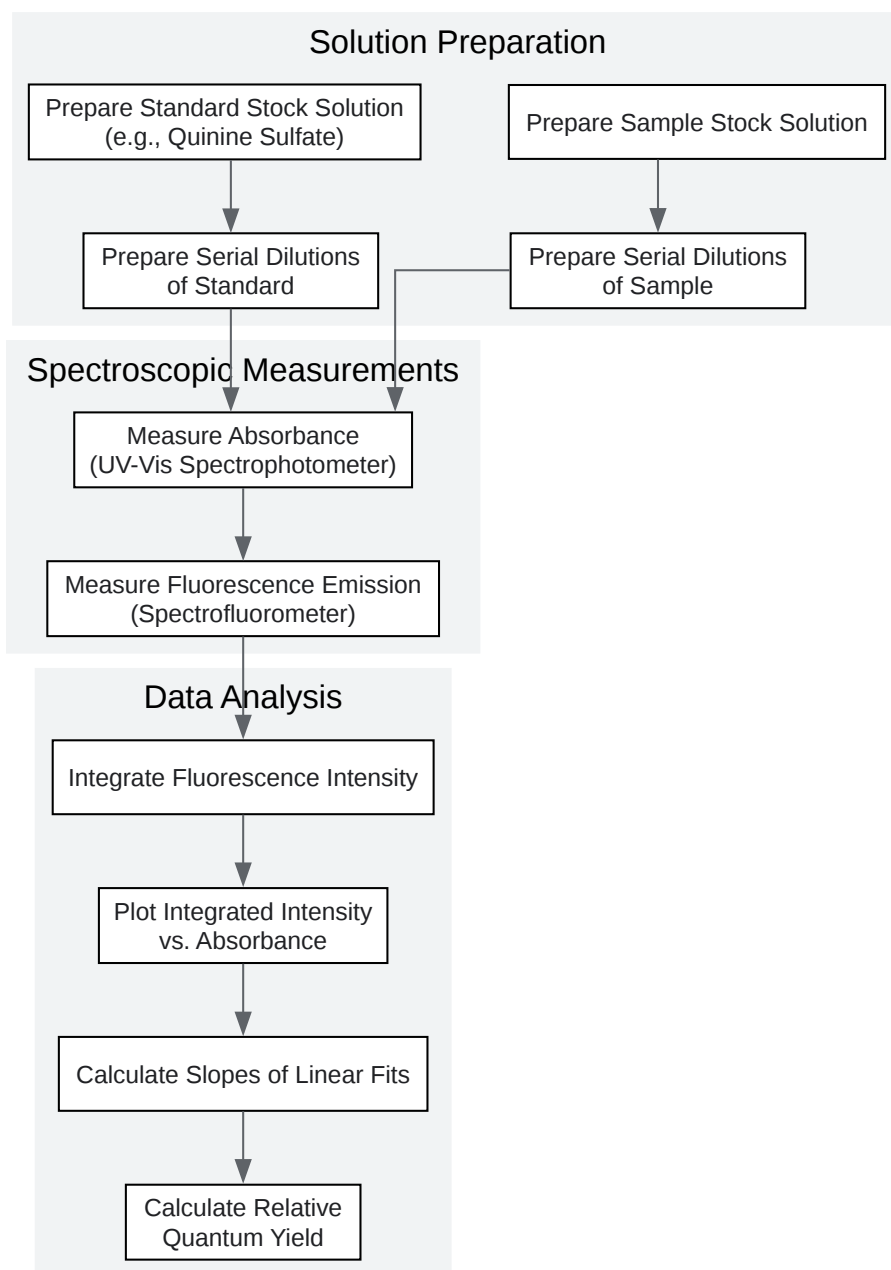 Solution Preparation
Prepare Standard Stock Solution
(e.g., Quinine Sulfate)
Prepare Sample Stock Solution
Prepare Serial Dilutions
of Standard
Prepare Serial Dilutions
of Sample
Spectroscopic Measurements
Measure Absorbance
(UV-Vis Spectrophotometer)
Measure Fluorescence Emission
(Spectrofluorometer)
Data Analysis
Integrate Fluorescence Intensity
Plot Integrated Intensity
vs. Absorbance
Calculate Slopes of Linear Fits
Calculate Relative
Quantum Yield